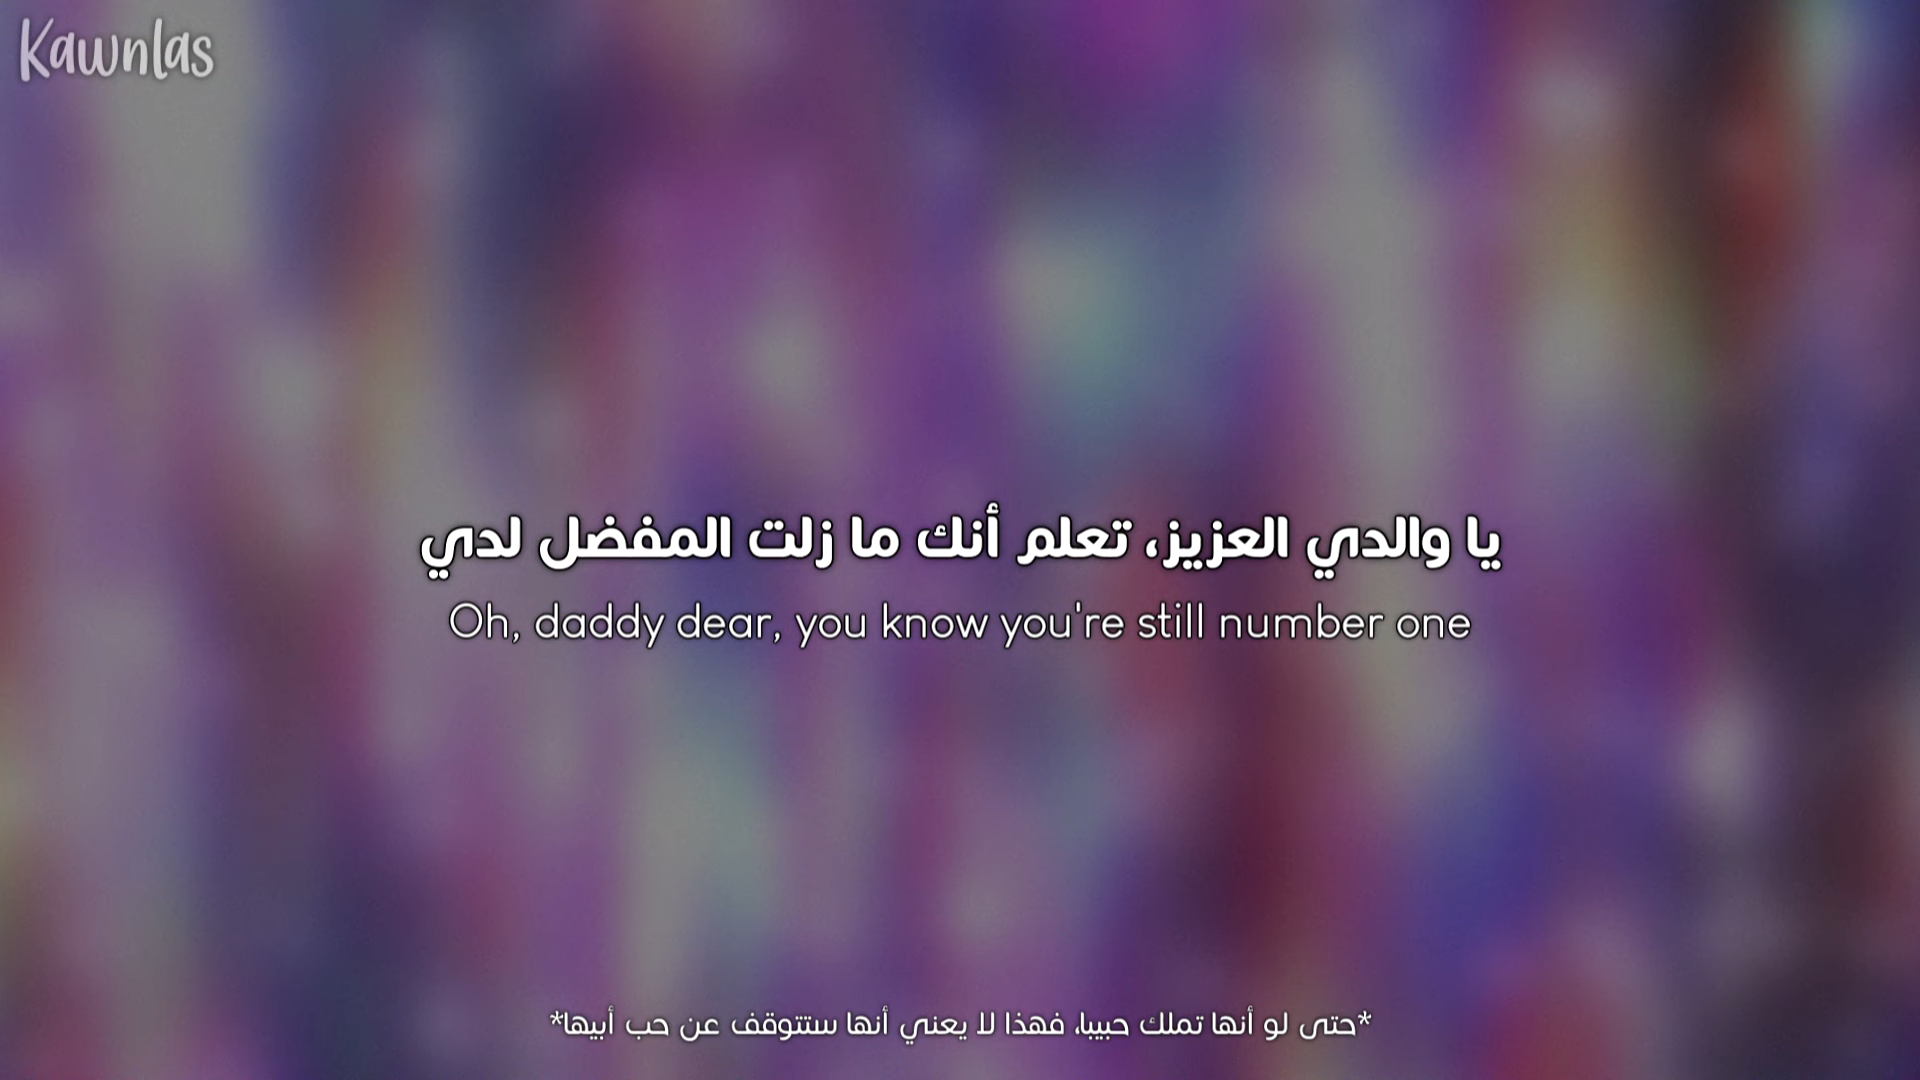 Kawnlas
يا والدي العزيز، تعلم أنك ما زلت المفضل لدي
Oh, daddy dear, you know you're still number one
*حتى لو أنها تملك حبيبا، فهذا لا يعني أنها ستتوقف عن حب أبيها*